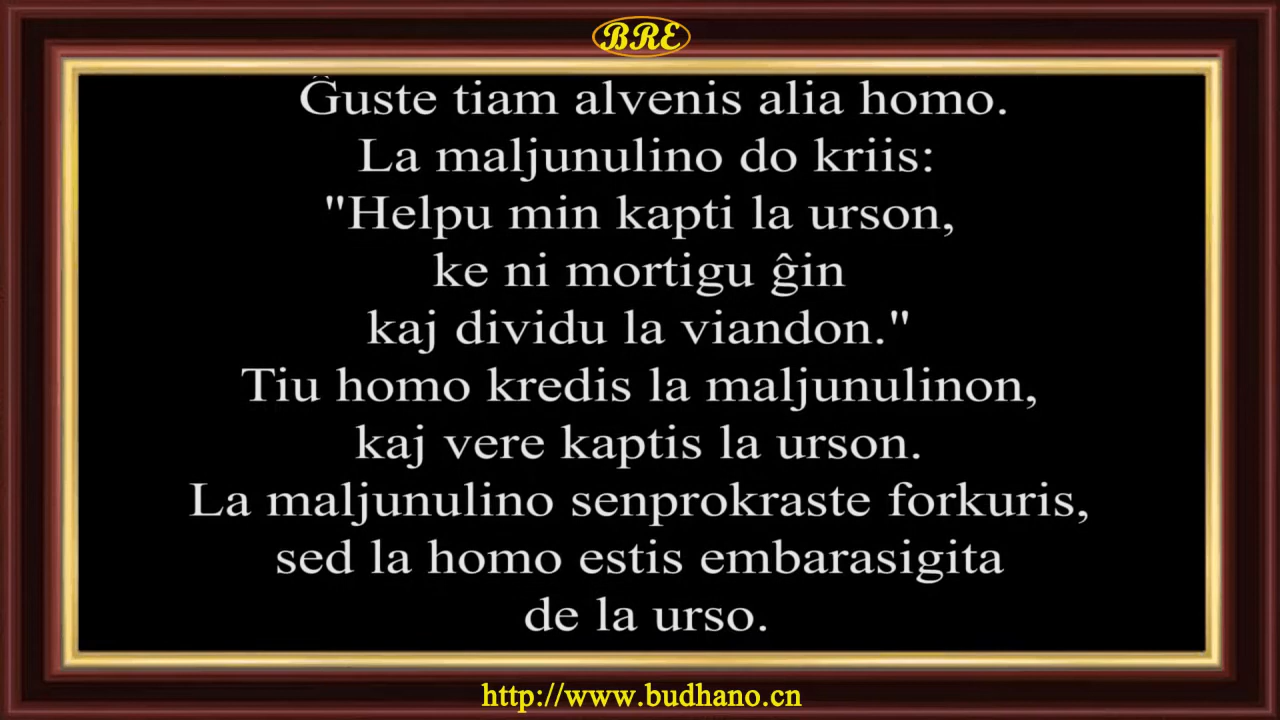 BRE
Ĝuste tiam alvenis alia homo.
La maljunulino do kriis:
"Helpu min kapti la urson,
ke ni mortigu ĝin
kaj dividu la viandon."
Tiu homo kredis la maljunulinon,
kaj vere kaptis la urson.
La maljunulino senprokraste forkuris,
sed la homo estis embarasigita
de la urso.
http://www.budhano.cn